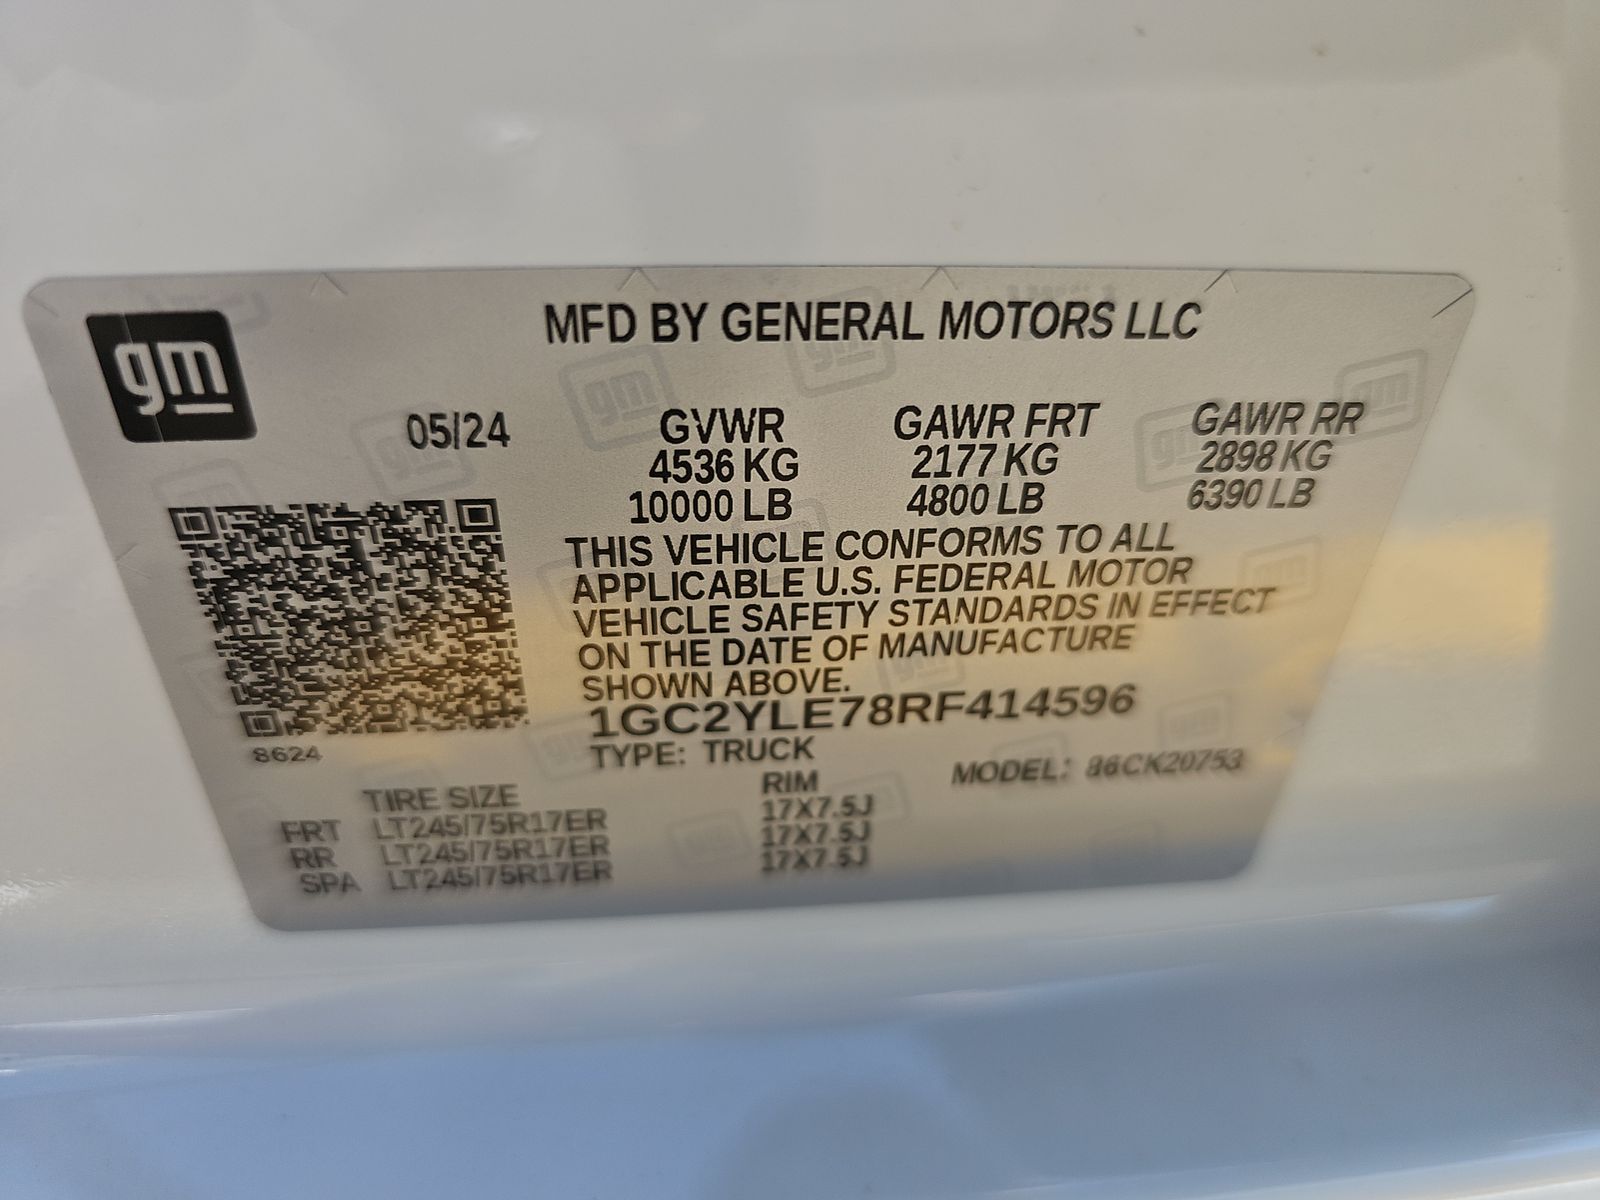 gm
MFD BY GENERAL MOTORS LLC
05/24 GVWR GAWR FRT GAWR RR
4536 KG 2177 KG 2898 KG
10000 LB 4800 LB 6390 LB
THIS VEHICLE CONFORMS TO ALL
APPLICABLE U.S. FEDERAL MOTOR
VEHICLE SAFETY STANDARDS IN EFFECT
ON THE DATE OF MANUFACTURE
SHOWN ABOVE.
1GC2YLE78RF414596
8624
TYPE: TRUCK MODEL: 86CK20753
TIRE SIZE RIM
FRT LT245/75R17ER 17X7.5J
RR LT245/75R17ER 17X7.5J
SPA LT245/75R17ER 17X7.5J